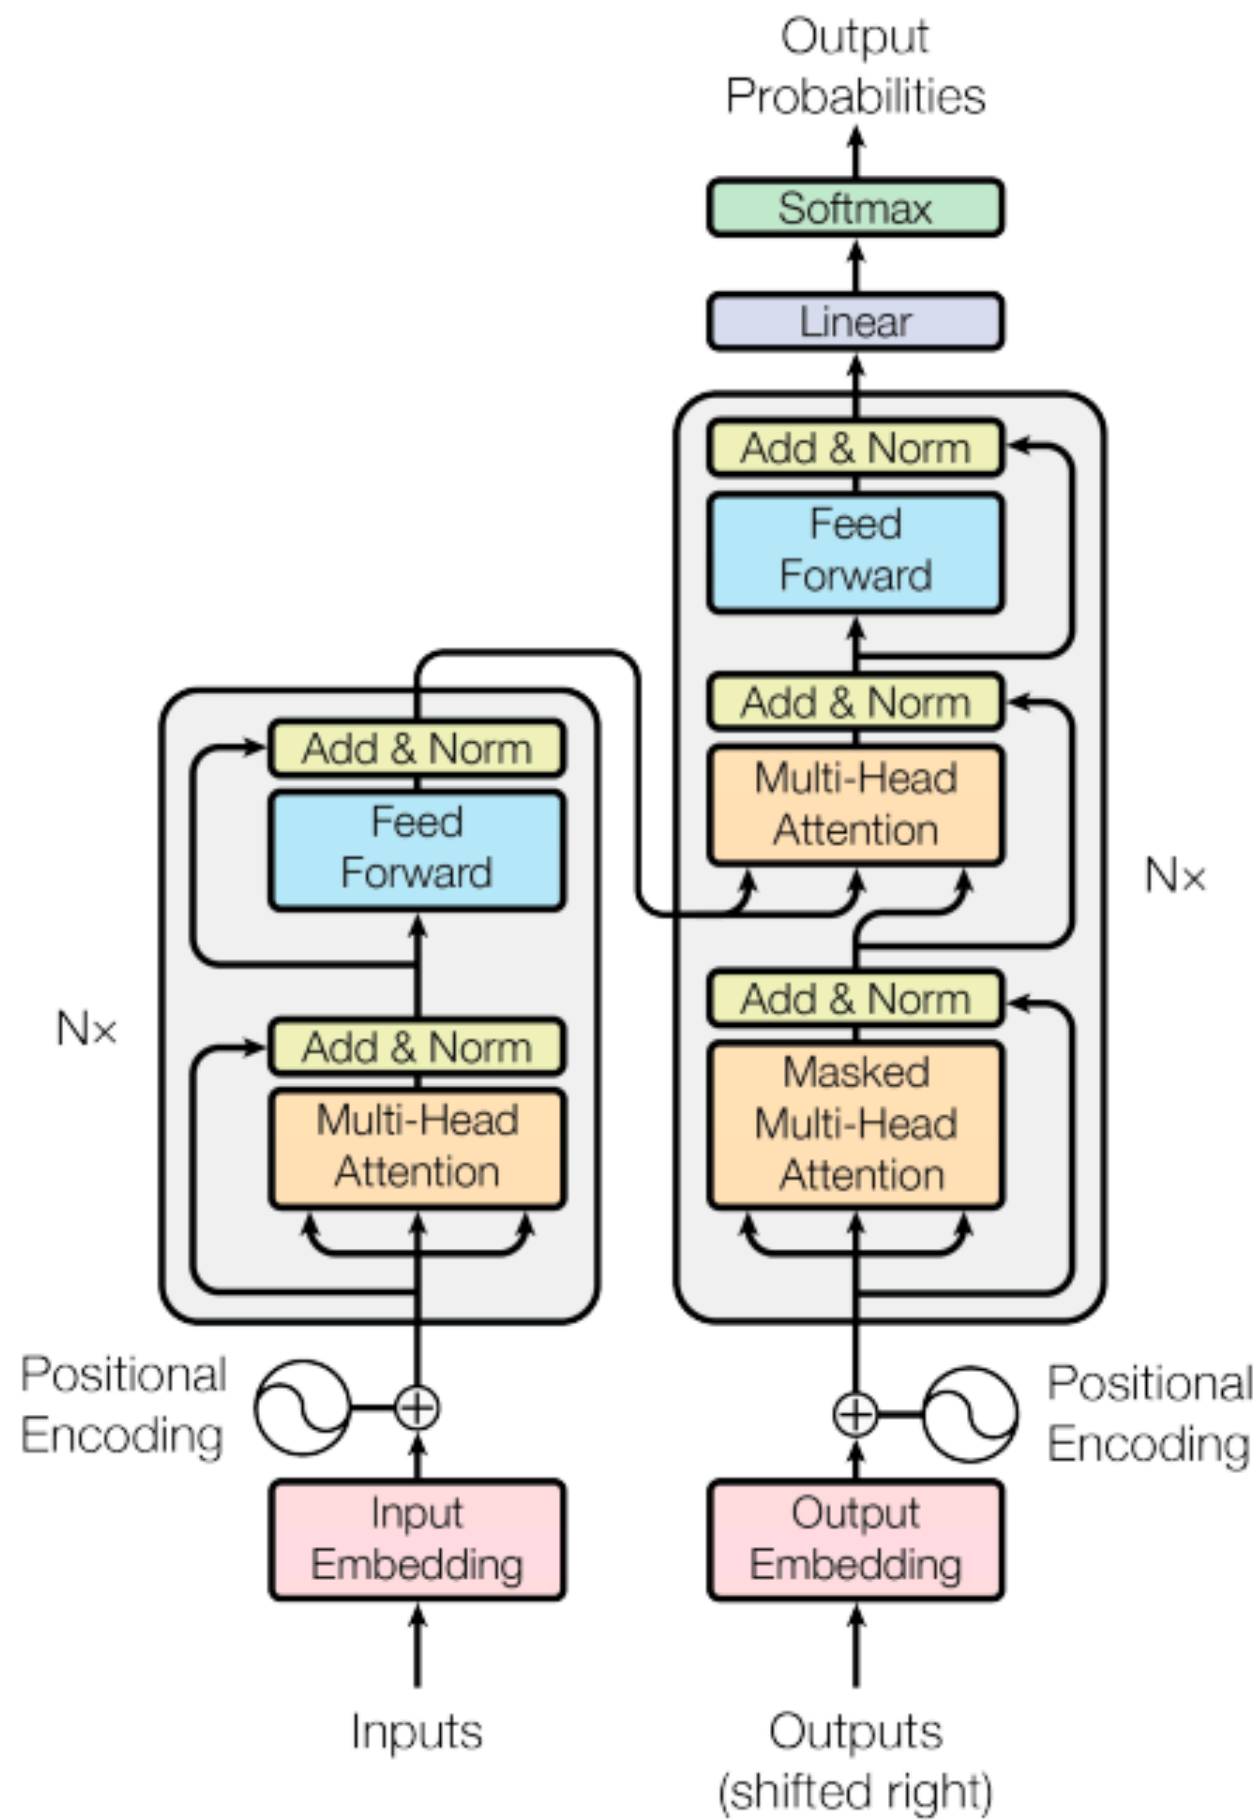 Output
Probabilities
Softmax
Linear
Add & Norm
Feed
Forward
Add & Norm
Multi-Head
Attention
N×
Add & Norm
Masked
Multi-Head
Attention
Add & Norm
Feed
Forward
N×
Add & Norm
Multi-Head
Attention
Positional
Encoding
Positional
Encoding
Input
Embedding
Output
Embedding
Inputs
Outputs
(shifted right)